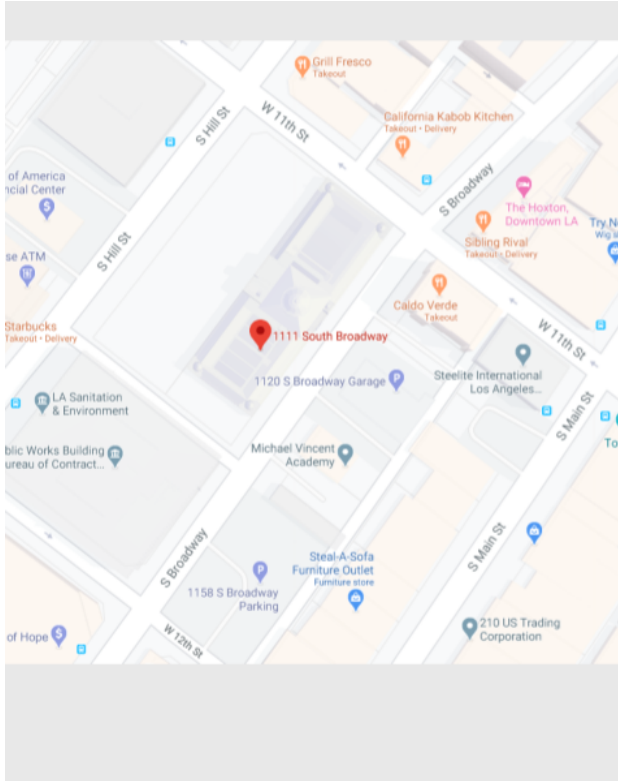 Grill Fresco
Takeout
W 11th St
S Hill St
California Kabob Kitchen
Takeout • Delivery
of America
ncial Center
S Broadway
The Hoxton,
Downtown LA
Try N
Wig s
Sibling Rival
Takeout • Delivery
S Hill St
se ATM
Caldo Verde
Takeout
Starbucks
Takeout • Delivery
1111 South Broadway
W 11th St
1120 S Broadway Garage
Steelite International
Los Angeles...
LA Sanitation
& Environment
S Main St
To
blic Works Building
ureau of Contract...
Michael Vincent
Academy
S Broadway
S Main St
Steal-A-Sofa
Furniture Outlet
Furniture store
1158 S Broadway
Parking
of Hope
W 12th St
210 US Trading
Corporation